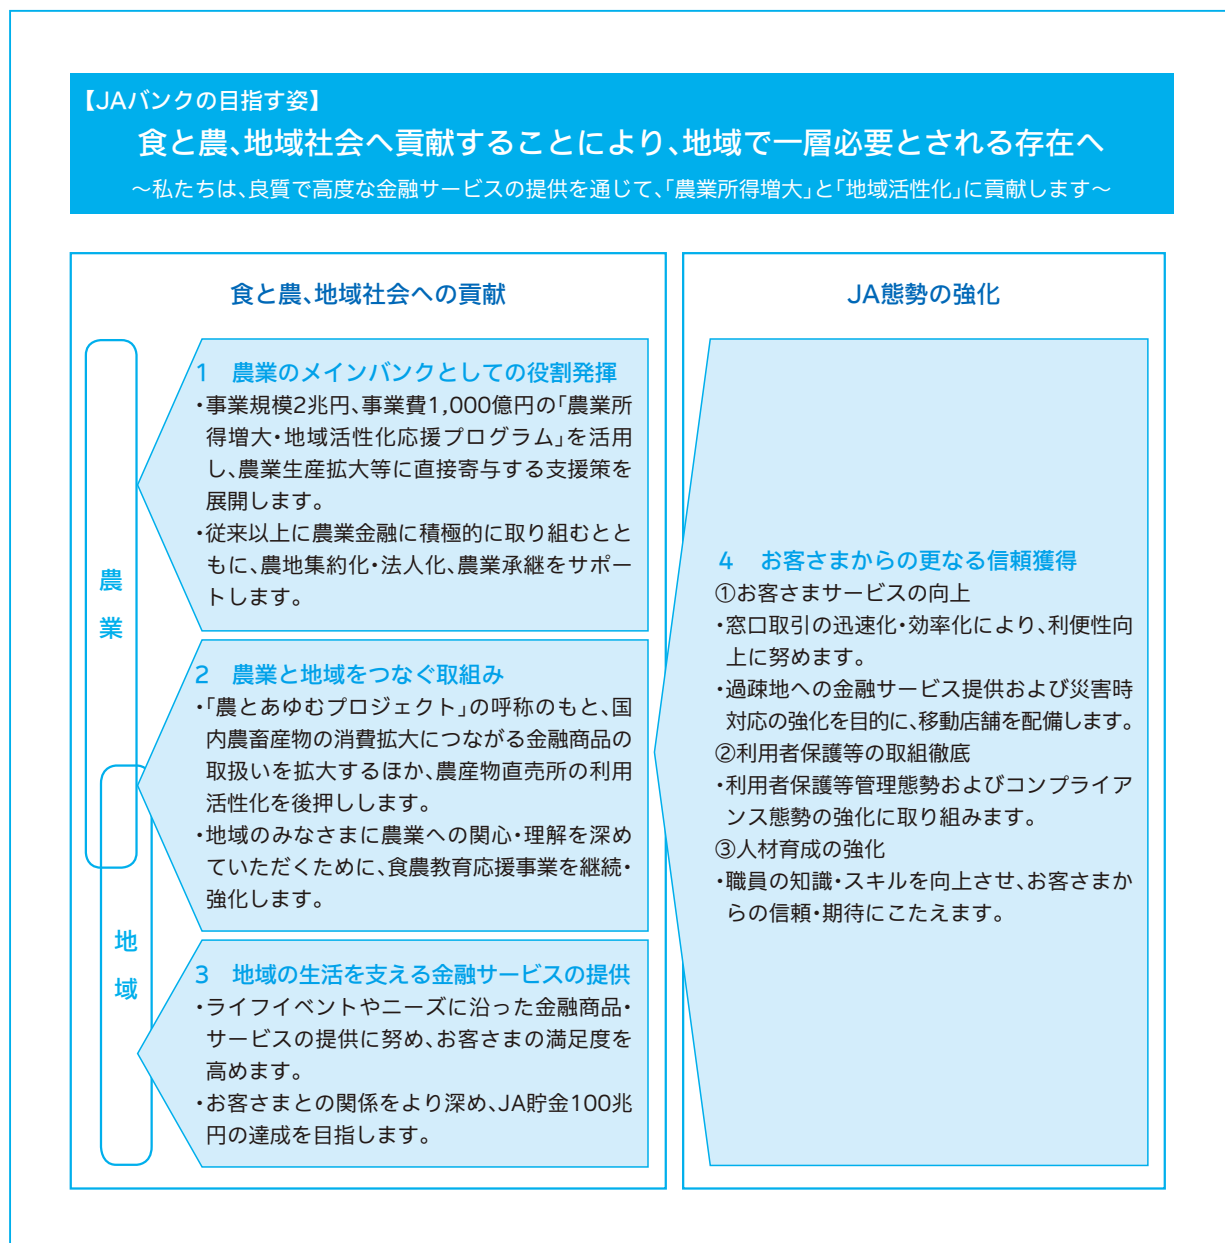 【JAバンクの目指す姿】
食と農、地域社会へ貢献することにより、地域で一層必要とされる存在へ
～私たちは、良質で高度な金融サービスの提供を通じて、「農業所得増大」と「地域活性化」に貢献します～
食と農、地域社会への貢献
農業
地域
1　農業のメインバンクとしての役割発揮
・事業規模2兆円、事業費1,000億円の「農業所
得増大・地域活性化応援プログラム」を活用
し、農業生産拡大等に直接寄与する支援策を
展開します。
・従来以上に農業金融に積極的に取り組むとと
もに、農地集約化・法人化、農業承継をサポー
トします。
2　農業と地域をつなぐ取組み
・「農とあゆむプロジェクト」の呼称のもと、国
内農畜産物の消費拡大につながる金融商品の
取扱いを拡大するほか、農産物直売所の利用
活性化を後押しします。
・地域のみなさまに農業への関心・理解を深め
ていただくために、食農教育応援事業を継続・
強化します。
3　地域の生活を支える金融サービスの提供
・ライフイベントやニーズに沿った金融商品・
サービスの提供に努め、お客さまの満足度を
高めます。
・お客さまとの関係をより深め、JA貯金100兆
円の達成を目指します。
JA態勢の強化
4　お客さまからの更なる信頼獲得
①お客さまサービスの向上
・窓口取引の迅速化・効率化により、利便性向
上に努めます。
・過疎地への金融サービス提供および災害時
対応の強化を目的に、移動店舗を配備します。
②利用者保護等の取組徹底
・利用者保護等管理態勢およびコンプライア
ンス態勢の強化に取り組みます。
③人材育成の強化
・職員の知識・スキルを向上させ、お客さまか
らの信頼・期待にこたえます。